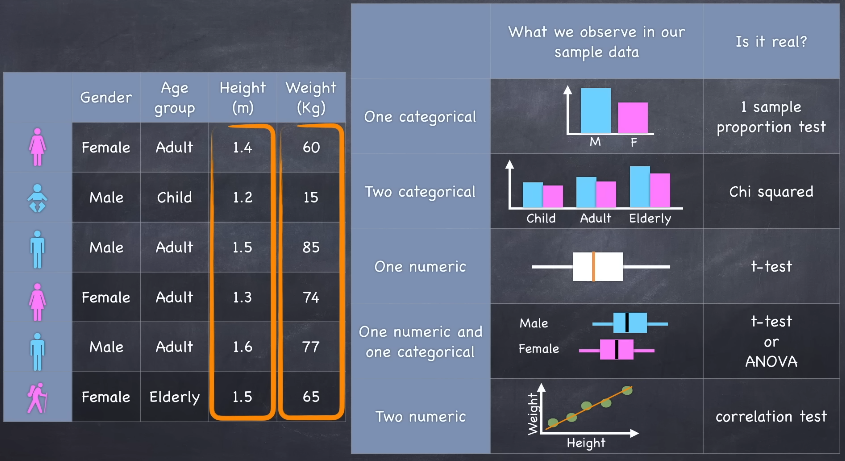 Gender
Age
group
Height
(m)
Weight
(Kg)
Female Adult 1.4 60
Male Child 1.2 15
Male Adult 1.5 85
Female Adult 1.3 74
Male Adult 1.6 77
Female Elderly 1.5 65
What we observe in our
sample data
Is it real?
One categorical
M F
1 sample
proportion test
Two categorical
Child Adult Elderly
Chi squared
One numeric
t-test
One numeric and
one categorical
Male
Female
t-test
or
ANOVA
Two numeric
Weight
Height
correlation test